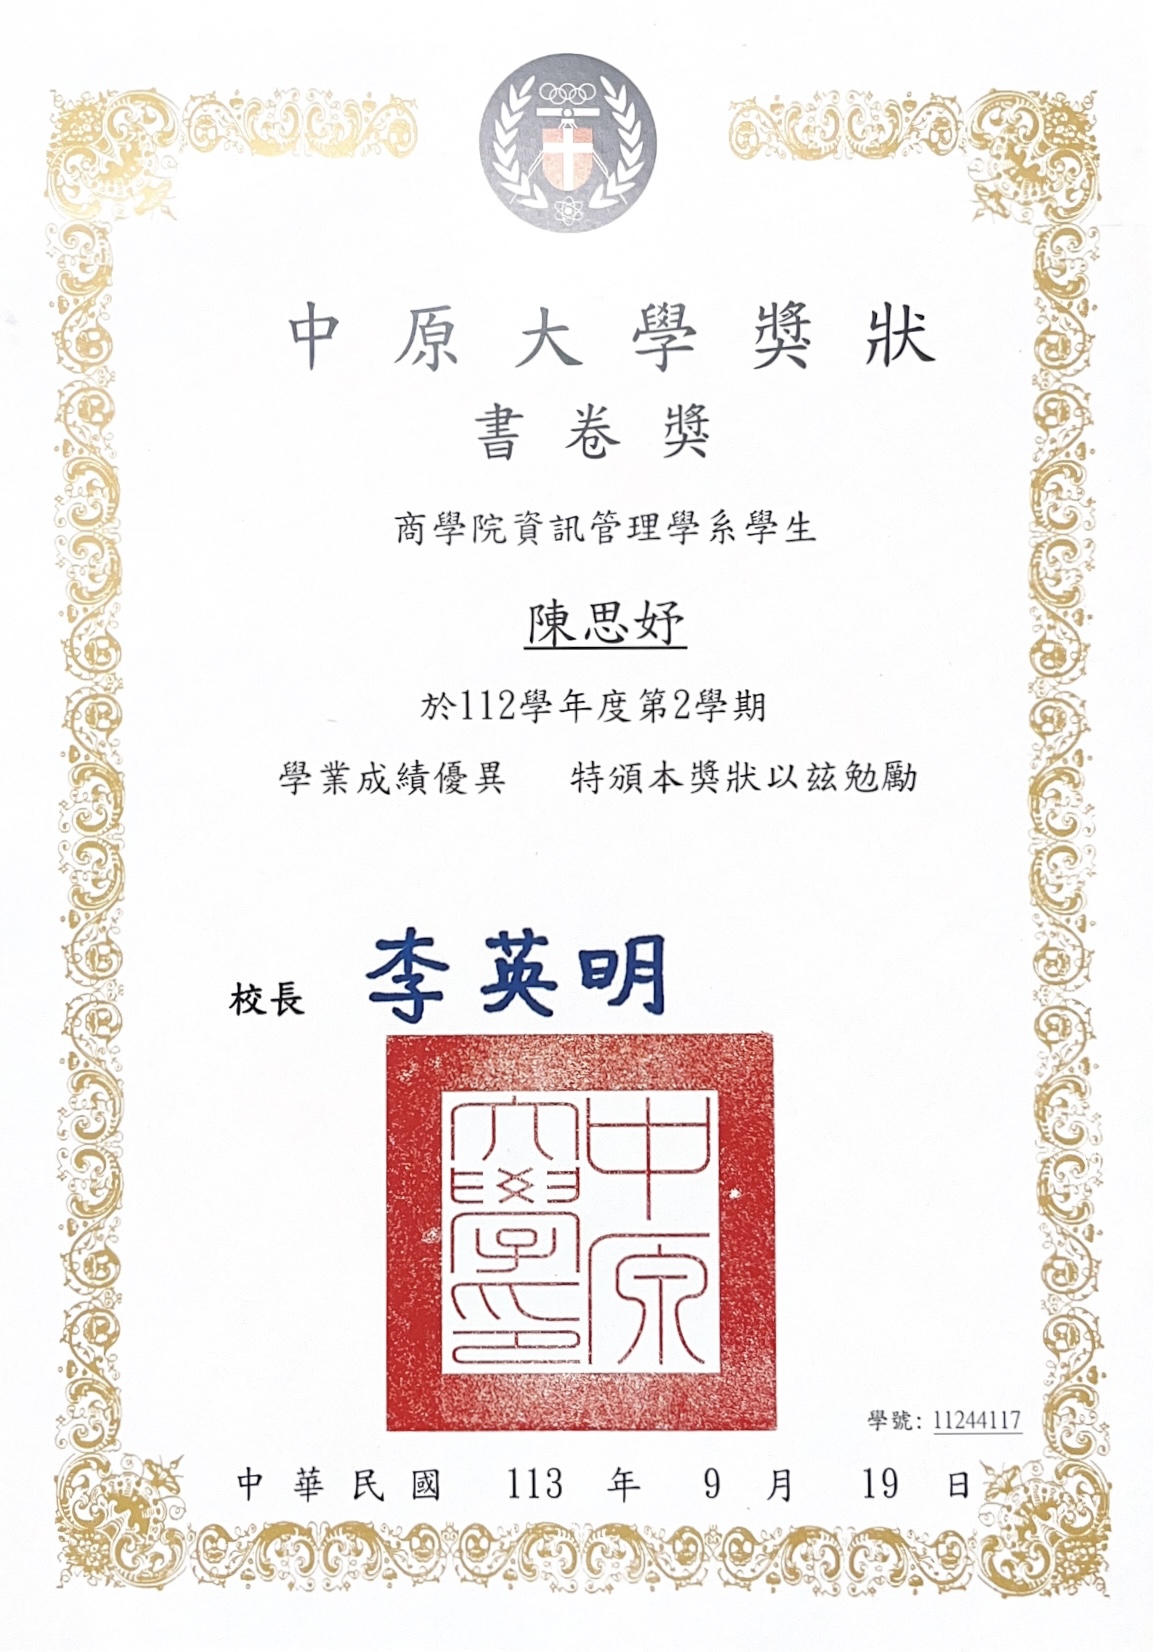 中原大學獎狀
書卷獎
商學院資訊管理學系學生
陳思妤
於112學年度第2學期
學業成績優異　特頒本獎狀以茲勉勵
校長 李英明
中原大學印
學號：11244117
中華民國 113 年 9 月 19 日